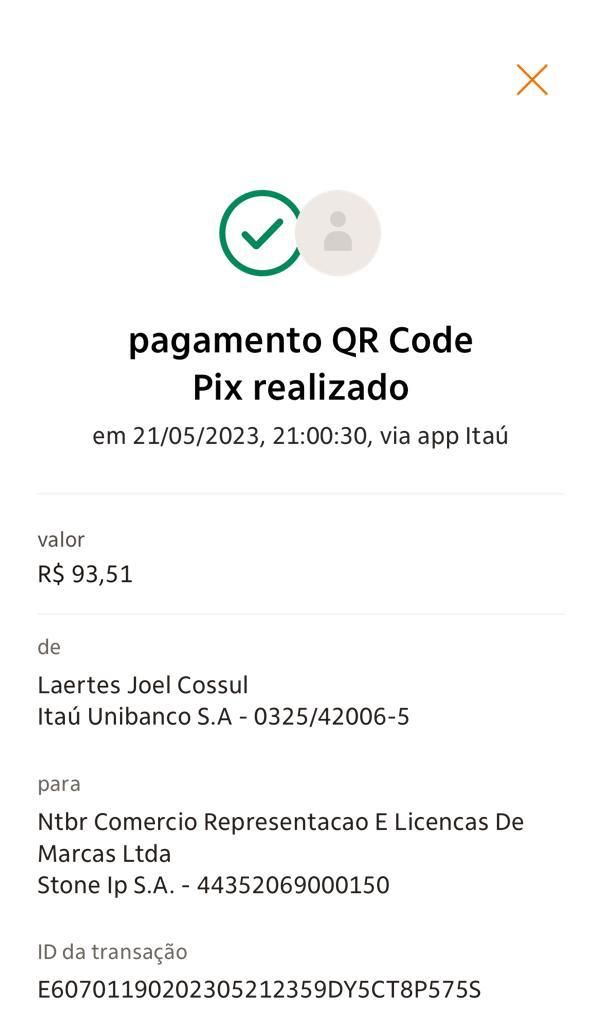 pagamento QR Code
Pix realizado
em 21/05/2023, 21:00:30, via app Itaú
valor
R$ 93,51
de
Laertes Joel Cossul
Itaú Unibanco S.A - 0325/42006-5
para
Ntbr Comercio Representacao E Licencas De
Marcas Ltda
Stone Ip S.A. - 44352069000150
ID da transação
E60701190202305212359DY5CT8P575S